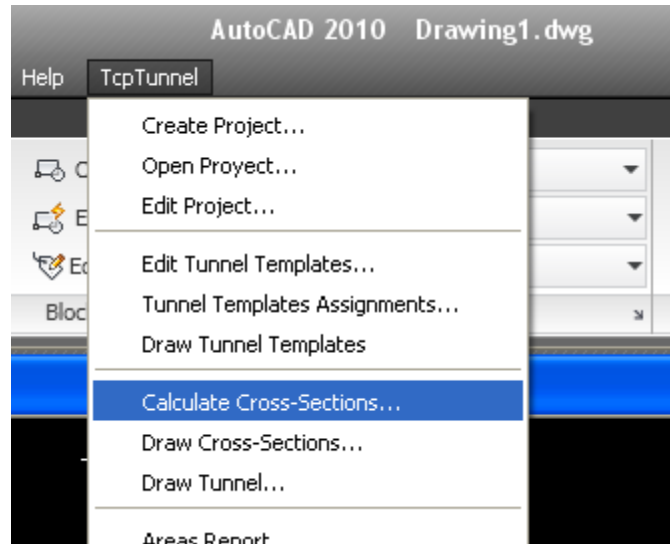 AutoCAD 2010 Drawing1.dwg
Help TcpTunnel
Create Project...
Open Proyect...
Edit Project...
Edit Tunnel Templates...
Tunnel Templates Assignments...
Draw Tunnel Templates
Calculate Cross-Sections...
Draw Cross-Sections...
Draw Tunnel...
Areas Report